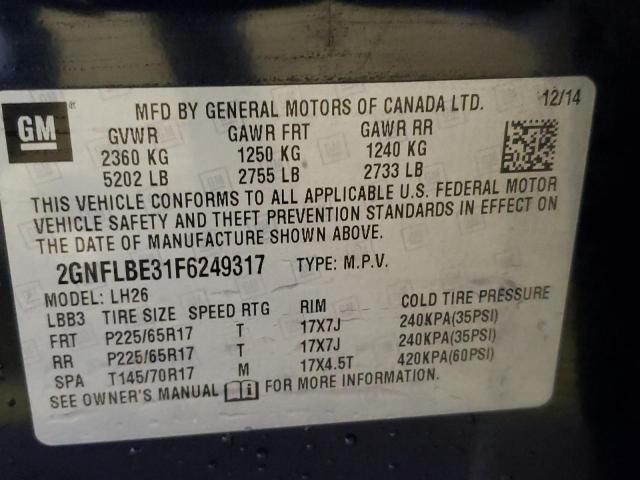 GM
MFD BY GENERAL MOTORS OF CANADA LTD. 12/14
GVWR GAWR FRT GAWR RR
2360 KG 1250 KG 1240 KG
5202 LB 2755 LB 2733 LB
THIS VEHICLE CONFORMS TO ALL APPLICABLE U.S. FEDERAL MOTOR
VEHICLE SAFETY AND THEFT PREVENTION STANDARDS IN EFFECT ON
THE DATE OF MANUFACTURE SHOWN ABOVE.
2GNFLBE31F6249317 TYPE: M.P.V.
MODEL: LH26
LBB3 TIRE SIZE SPEED RTG RIM COLD TIRE PRESSURE
FRT P225/65R17 T 17X7J 240KPA(35PSI)
RR P225/65R17 T 17X7J 240KPA(35PSI)
SPA T145/70R17 M 17X4.5T 420KPA(60PSI)
SEE OWNER'S MANUAL FOR MORE INFORMATION.